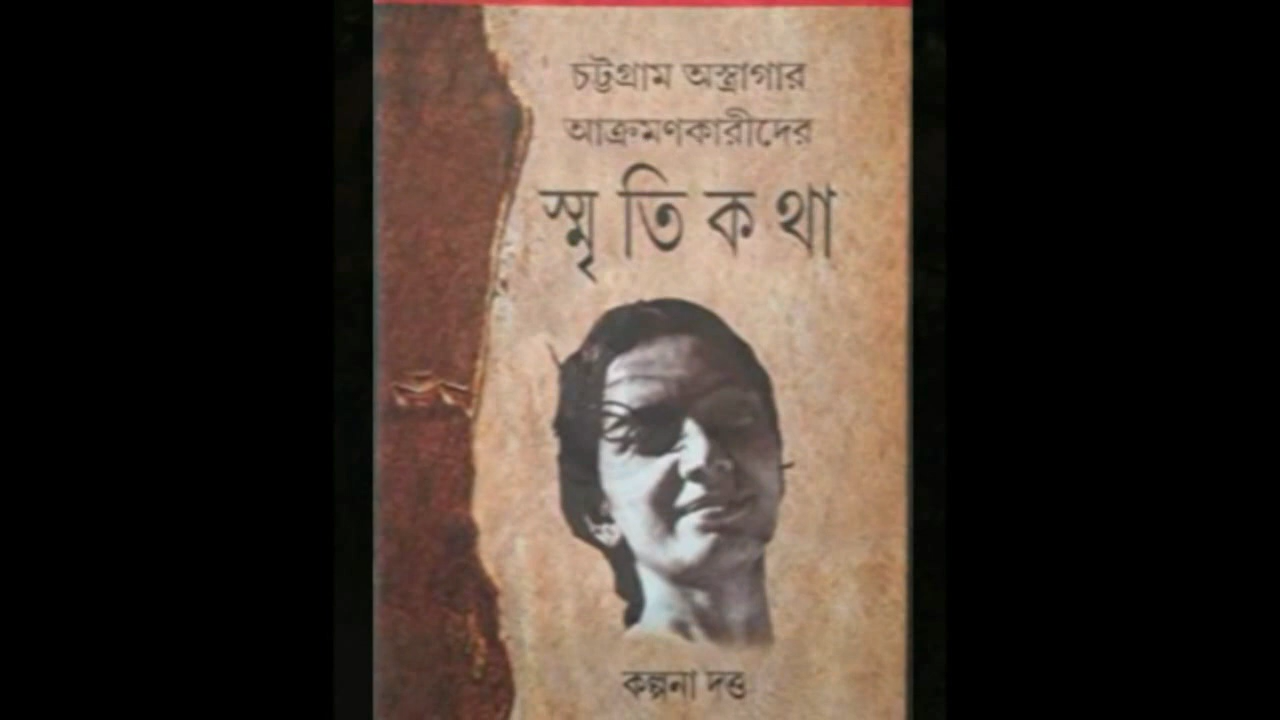 চট্টগ্রাম অস্ত্রাগার
আক্রমণকারীদের
স্মৃতিকথা
কল্পনা দত্ত